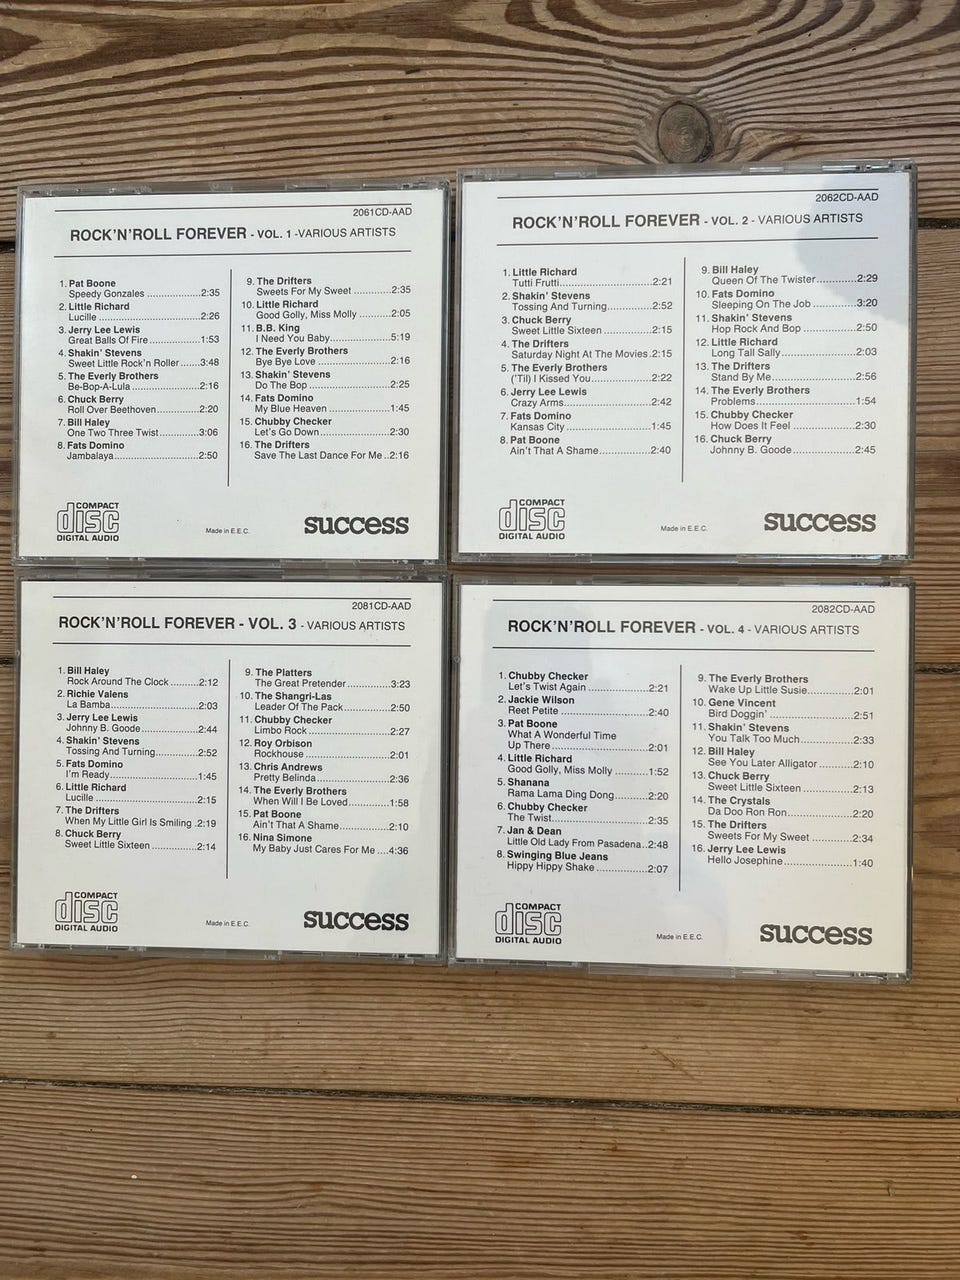 2061CD-AAD
ROCK'N'ROLL FOREVER - VOL. 1 -VARIOUS ARTISTS
1. Pat Boone
Speedy Gonzales ..................2:35
2. Little Richard
Lucille ..................2:26
3. Jerry Lee Lewis
Great Balls Of Fire ..................1:53
4. Shakin' Stevens
Sweet Little Rock'n Roller ......3:48
5. The Everly Brothers
Be-Bop-A-Lula ..................2:16
6. Chuck Berry
Roll Over Beethoven ..............2:20
7. Bill Haley
One Two Three Twist .............3:06
8. Fats Domino
Jambalaya ..................2:50
9. The Drifters
Sweets For My Sweet ............2:35
10. Little Richard
Good Golly, Miss Molly ..........2:05
11. B.B. King
I Need You Baby ..................5:19
12. The Everly Brothers
Bye Bye Love ..................2:16
13. Shakin' Stevens
Do The Bop ..................2:25
14. Fats Domino
My Blue Heaven ..................1:45
15. Chubby Checker
Let's Go Down ..................2:30
16. The Drifters
Save The Last Dance For Me ..2:16
COMPACT
disc
DIGITAL AUDIO
Made in E.E.C.
success
2062CD-AAD
ROCK'N'ROLL FOREVER - VOL. 2 - VARIOUS ARTISTS
1. Little Richard
Tutti Frutti ..................2:21
2. Shakin' Stevens
Tossing And Turning ..............2:52
3. Chuck Berry
Sweet Little Sixteen ..............2:15
4. The Drifters
Saturday Night At The Movies .2:15
5. The Everly Brothers
('Til) I Kissed You ..................2:22
6. Jerry Lee Lewis
Crazy Arms ..................2:42
7. Fats Domino
Kansas City ..................1:45
8. Pat Boone
Ain't That A Shame ..............2:40
9. Bill Haley
Queen Of The Twister ............2:29
10. Fats Domino
Sleeping On The Job ............3:20
11. Shakin' Stevens
Hop Rock And Bop ..............2:50
12. Little Richard
Long Tall Sally ..................2:03
13. The Drifters
Stand By Me ..................2:56
14. The Everly Brothers
Problems ..................1:54
15. Chubby Checker
How Does It Feel ..................2:30
16. Chuck Berry
Johnny B. Goode ..................2:45
COMPACT
disc
DIGITAL AUDIO
Made in E.E.C.
success
2081CD-AAD
ROCK'N'ROLL FOREVER - VOL. 3 - VARIOUS ARTISTS
1. Bill Haley
Rock Around The Clock .........2:12
2. Richie Valens
La Bamba ..................2:03
3. Jerry Lee Lewis
Johnny B. Goode ..................2:44
4. Shakin' Stevens
Tossing And Turning ..............2:52
5. Fats Domino
I'm Ready ..................1:45
6. Little Richard
Lucille ..................2:15
7. The Drifters
When My Little Girl Is Smiling .2:19
8. Chuck Berry
Sweet Little Sixteen ..............2:14
9. The Platters
The Great Pretender ..............3:23
10. The Shangri-Las
Leader Of The Pack ..............2:50
11. Chubby Checker
Limbo Rock ..................2:27
12. Roy Orbison
Rockhouse ..................2:01
13. Chris Andrews
Pretty Belinda ..................2:36
14. The Everly Brothers
When Will I Be Loved ............1:58
15. Pat Boone
Ain't That A Shame ..............2:10
16. Nina Simone
My Baby Just Cares For Me ....4:36
COMPACT
disc
DIGITAL AUDIO
Made in E.E.C.
success
2082CD-AAD
ROCK'N'ROLL FOREVER - VOL. 4 - VARIOUS ARTISTS
1. Chubby Checker
Let's Twist Again ..................2:21
2. Jackie Wilson
Reet Petite ..................2:40
3. Pat Boone
What A Wonderful Time
Up There ..................2:01
4. Little Richard
Good Golly, Miss Molly ..........1:52
5. Shanana
Rama Lama Ding Dong ..........2:20
6. Chubby Checker
The Twist ..................2:35
7. Jan & Dean
Little Old Lady From Pasadena..2:48
8. Swinging Blue Jeans
Hippy Hippy Shake ..............2:07
9. The Everly Brothers
Wake Up Little Susie ..............2:01
10. Gene Vincent
Bird Doggin' ..................2:51
11. Shakin' Stevens
You Talk Too Much ..............2:33
12. Bill Haley
See You Later Alligator ..........2:10
13. Chuck Berry
Sweet Little Sixteen ..............2:13
14. The Crystals
Da Doo Ron Ron ..................2:20
15. The Drifters
Sweets For My Sweet ............2:34
16. Jerry Lee Lewis
Hello Josephine ..................1:40
COMPACT
disc
DIGITAL AUDIO
Made in E.E.C.
success